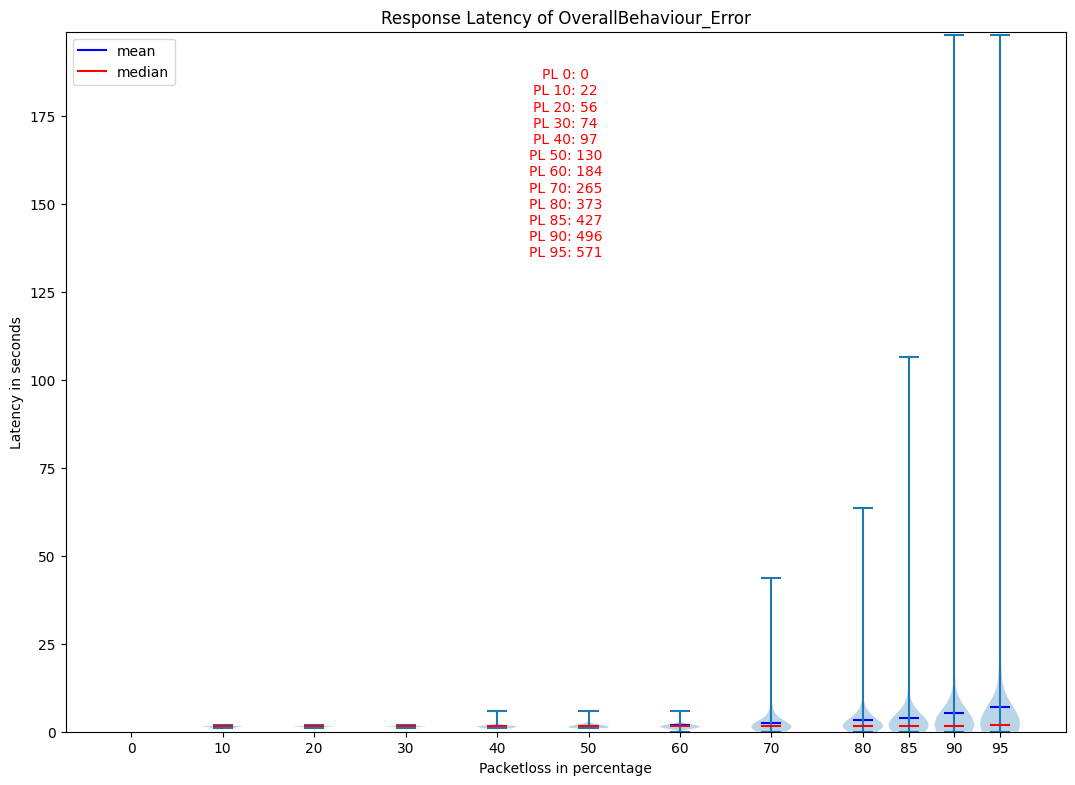 Response Latency of OverallBehaviour_Error
mean
median
PL 0: 0
PL 10: 22
PL 20: 56
PL 30: 74
PL 40: 97
PL 50: 130
PL 60: 184
PL 70: 265
PL 80: 373
PL 85: 427
PL 90: 496
PL 95: 571
Latency in seconds
175
150
125
100
75
50
25
0
0 10 20 30 40 50 60 70 80 85 90 95
Packetloss in percentage